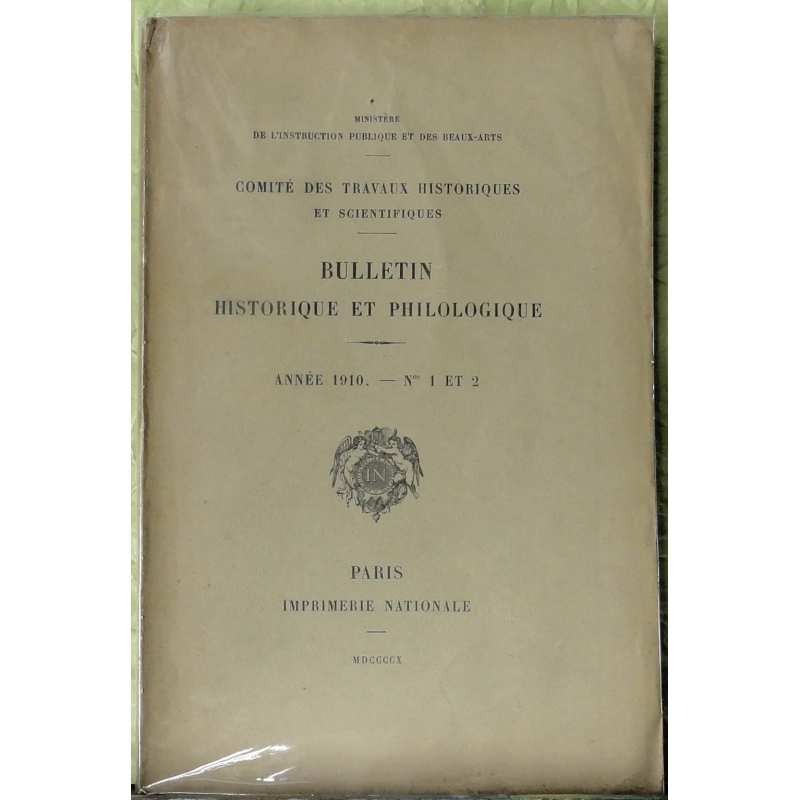 MINISTÈRE
DE L'INSTRUCTION PUBLIQUE ET DES BEAUX-ARTS
COMITÉ DES TRAVAUX HISTORIQUES
ET SCIENTIFIQUES
BULLETIN
HISTORIQUE ET PHILOLOGIQUE
ANNÉE 1910. — Nos 1 ET 2
IN
PARIS
IMPRIMERIE NATIONALE
MDCCCCX